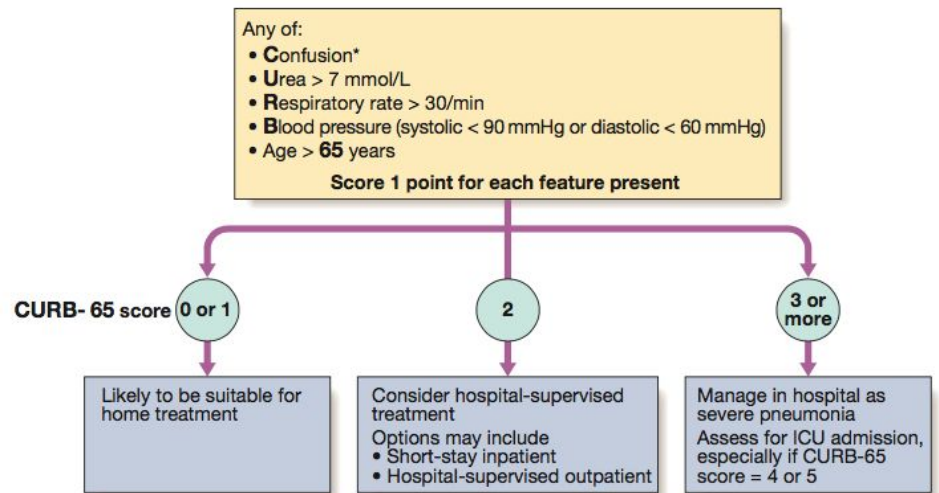 Any of:
• Confusion*
• Urea > 7 mmol/L
• Respiratory rate > 30/min
• Blood pressure (systolic < 90 mmHg or diastolic < 60 mmHg)
• Age > 65 years
Score 1 point for each feature present
CURB- 65 score
0 or 1
2
3 or
more
Likely to be suitable for
home treatment
Consider hospital-supervised
treatment
Options may include
• Short-stay inpatient
• Hospital-supervised outpatient
Manage in hospital as
severe pneumonia
Assess for ICU admission,
especially if CURB-65
score = 4 or 5